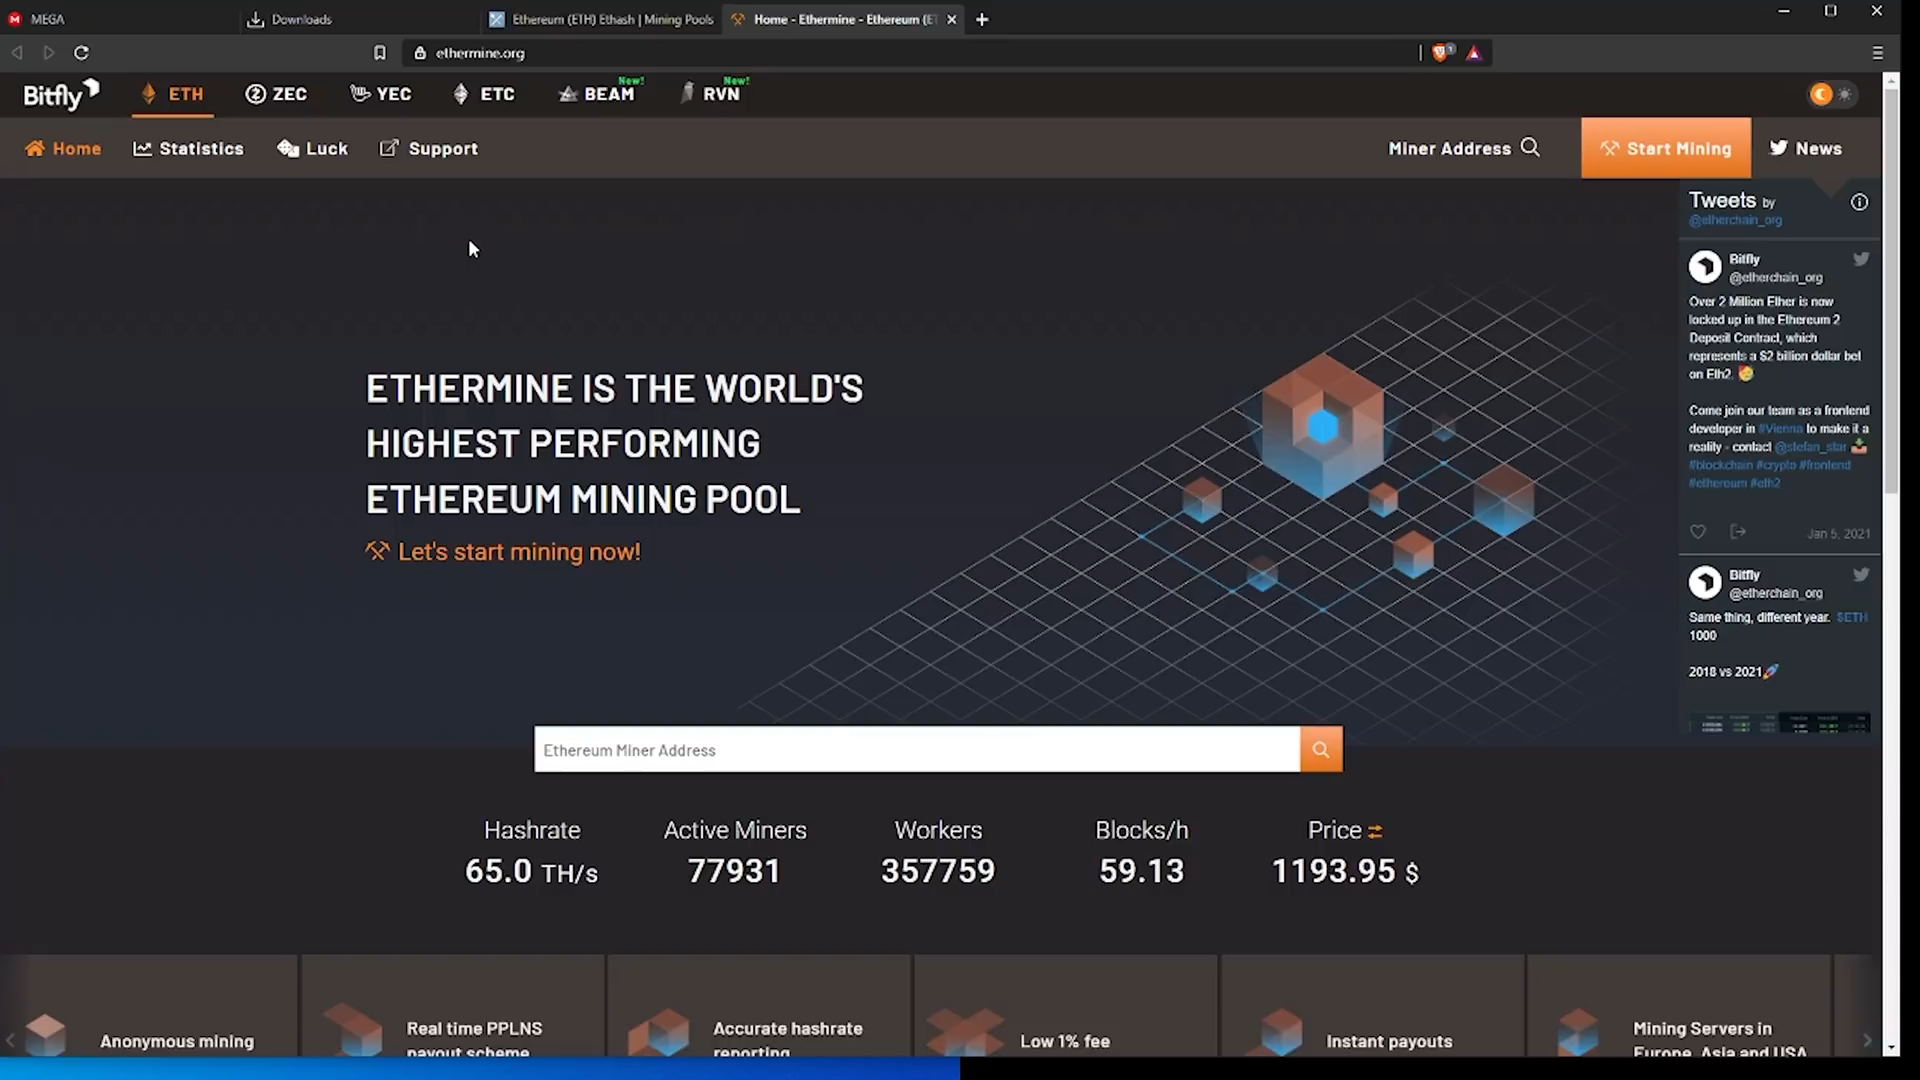 MEGA
Downloads
Ethereum (ETH) Ethash | Mining Pools
Home - Ethermine - Ethereum (ET
ethermine.org
1
Bitfly
ETH
ZEC
YEC
ETC
BEAM
New!
RVN
New!
Home
Statistics
Luck
Support
Miner Address
Start Mining
News
ETHERMINE IS THE WORLD'S
HIGHEST PERFORMING
ETHEREUM MINING POOL
Let's start mining now!
Tweets by
@etherchain_org
Bitfly
@etherchain_org
Over 2 Million Ether is now
locked up in the Ethereum 2
Deposit Contract, which
represents a $2 billion dollar bet
on Eth2.
Come join our team as a frontend
developer in #Vienna to make it a
reality - contact @stefan_star
#blockchain #crypto #frontend
#ethereum #eth2
Jan 5, 2021
Bitfly
@etherchain_org
Same thing, different year. $ETH
1000
2018 vs 2021
Ethereum Miner Address
Hashrate
65.0 TH/s
Active Miners
77931
Workers
357759
Blocks/h
59.13
Price
1193.95 $
Anonymous mining
Real time PPLNS
payout scheme
Accurate hashrate
reporting
Low 1% fee
Instant payouts
Mining Servers in
Europe, Asia and USA